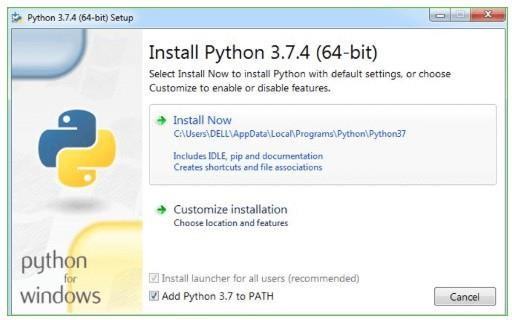 Python 3.7.4 (64-bit) Setup
Install Python 3.7.4 (64-bit)
Select Install Now to install Python with default settings, or choose
Customize to enable or disable features.
Install Now
C:\Users\DELL\AppData\Local\Programs\Python\Python37
Includes IDLE, pip and documentation
Creates shortcuts and file associations
Customize installation
Choose location and features
python
for
windows
Install launcher for all users (recommended)
Add Python 3.7 to PATH
Cancel